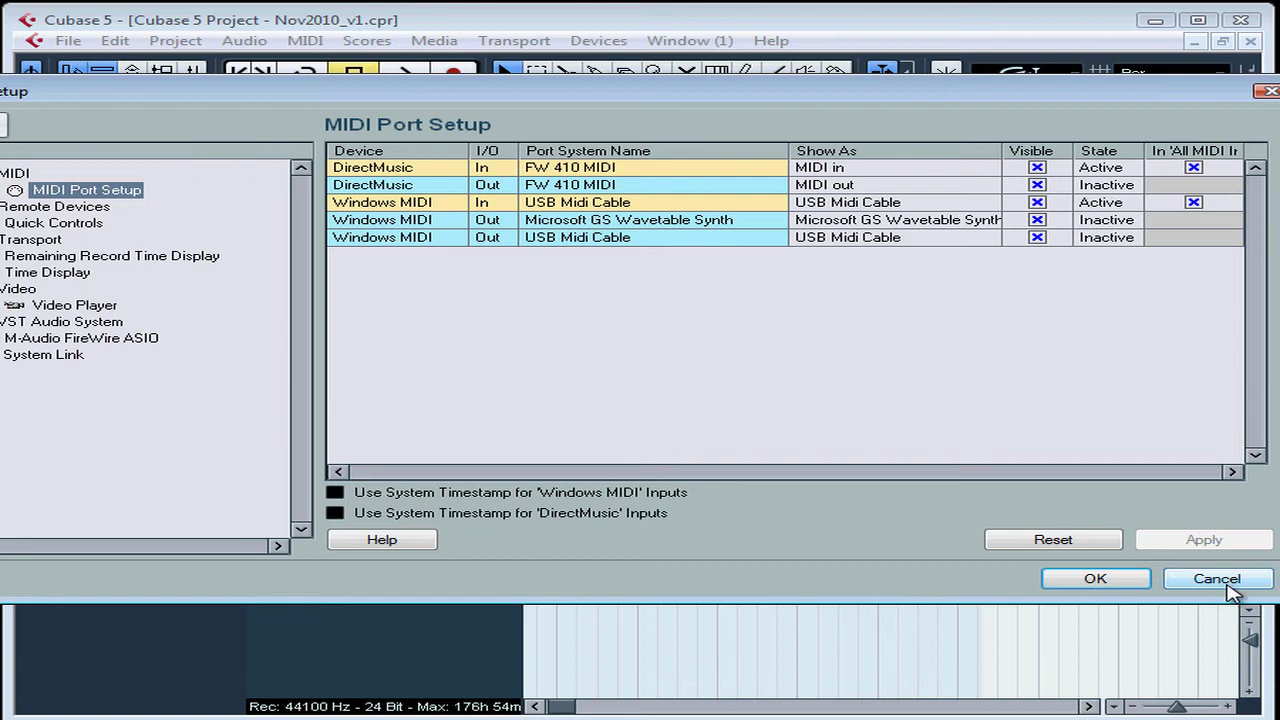 Cubase 5 - [Cubase 5 Project - Nov2010_v1.cpr]
File Edit Project Audio MIDI Scores Media Transport Devices Window (1) Help
etup
MIDI Port Setup
Device I/O Port System Name Show As Visible State In 'All MIDI Ir
DirectMusic In FW 410 MIDI MIDI in Active
DirectMusic Out FW 410 MIDI MIDI out Inactive
Windows MIDI In USB Midi Cable USB Midi Cable Active
Windows MIDI Out Microsoft GS Wavetable Synth Microsoft GS Wavetable Synth Inactive
Windows MIDI Out USB Midi Cable USB Midi Cable Inactive
MIDI
MIDI Port Setup
Remote Devices
Quick Controls
Transport
Remaining Record Time Display
Time Display
Video
Video Player
VST Audio System
M-Audio FireWire ASIO
System Link
Use System Timestamp for 'Windows MIDI' Inputs
Use System Timestamp for 'DirectMusic' Inputs
Help Reset Apply
OK Cancel
Rec: 44100 Hz - 24 Bit - Max: 176h 54m